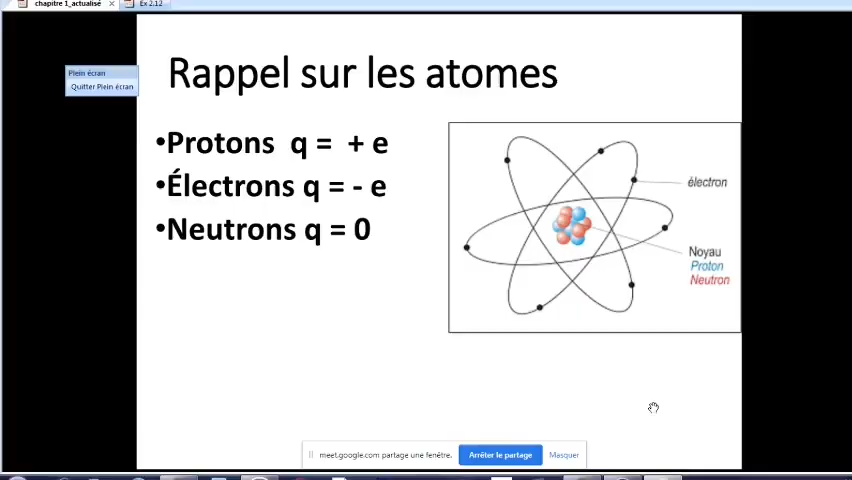 chapitre 1_actualisé
Ex 2.12
Plein écran
Quitter Plein écran
Rappel sur les atomes
•Protons q = + e
•Électrons q = - e
•Neutrons q = 0
électron
Noyau
Proton
Neutron
meet.google.com partage une fenêtre. Arrêter le partage Masquer